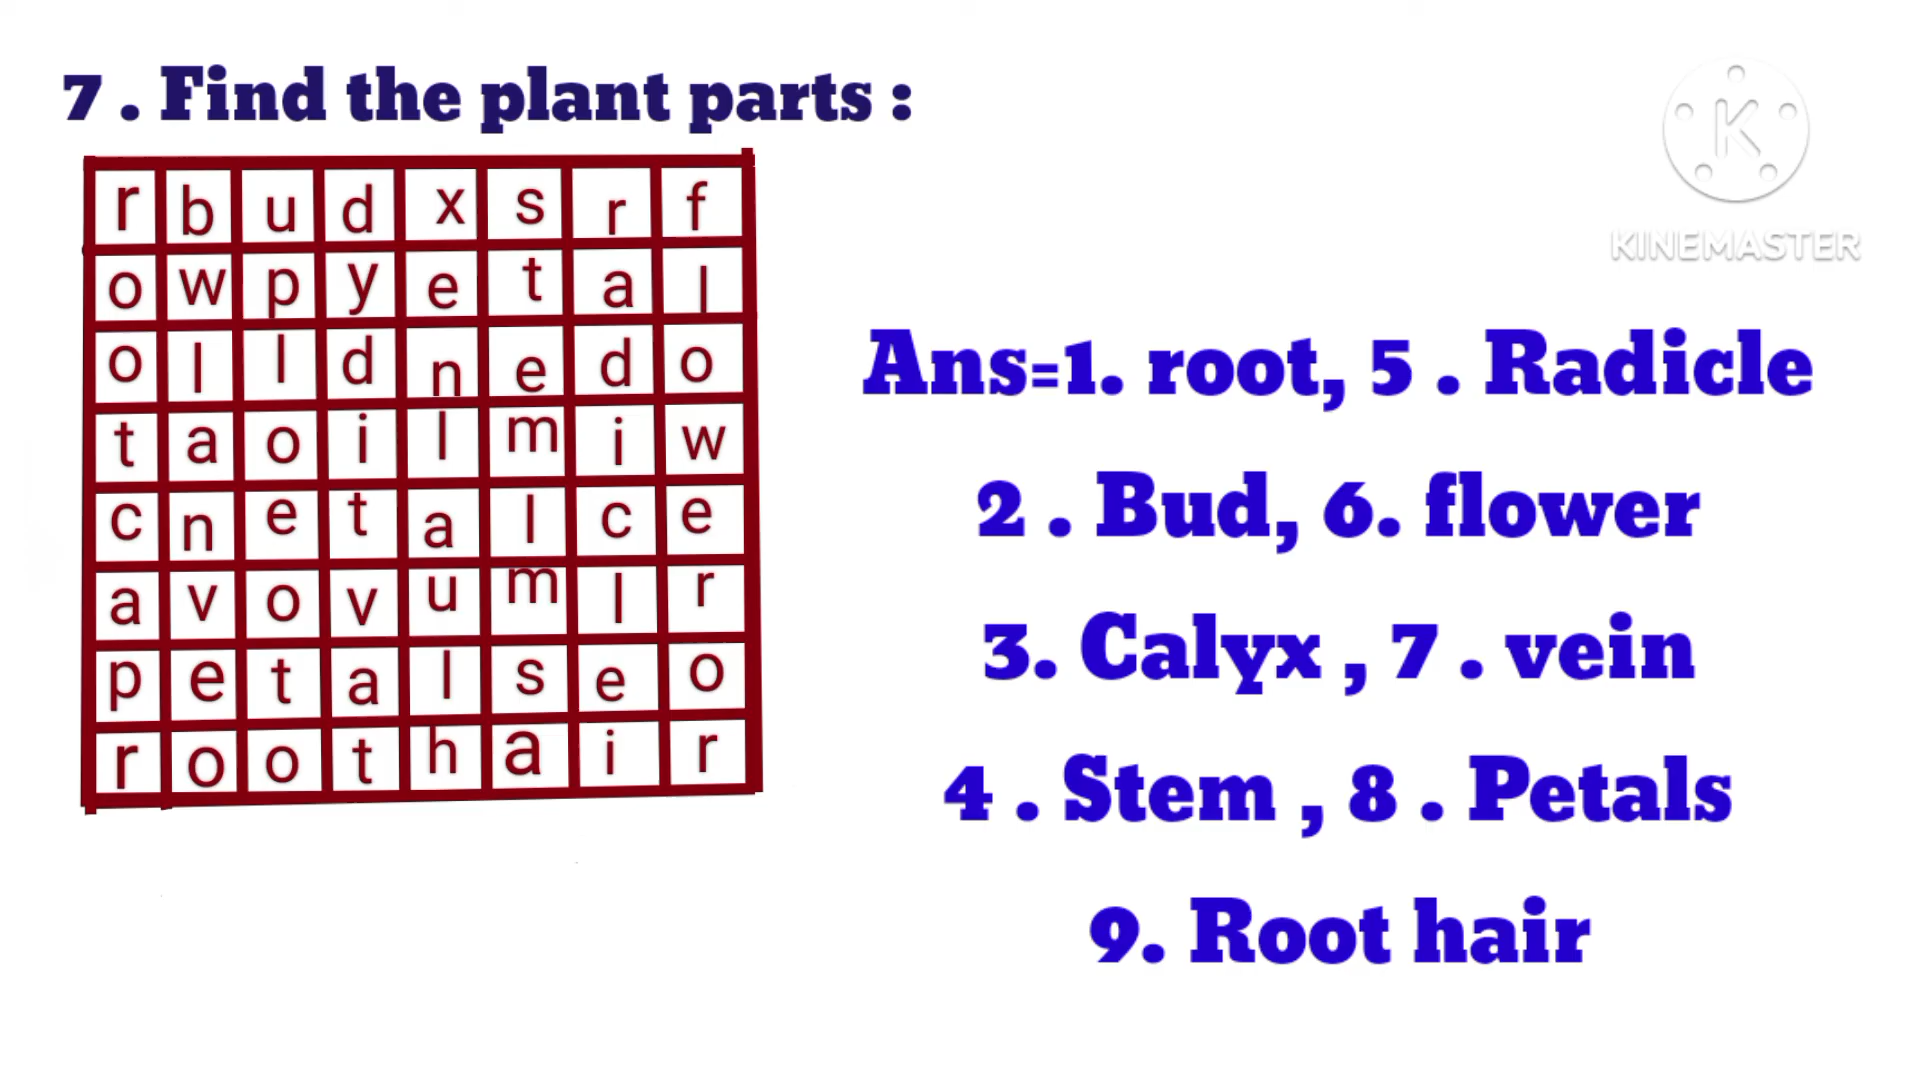 7 . Find the plant parts :
r b u d x s r f
o w p y e t a l
o l l d n e d o
t a o i l m i w
c n e t a l c e
a v o v u m l r
p e t a l s e o
r o o t h a i r
K
KINEMASTER
Ans=1. root, 5 . Radicle
2 . Bud, 6. flower
3. Calyx , 7 . vein
4 . Stem , 8 . Petals
9. Root hair